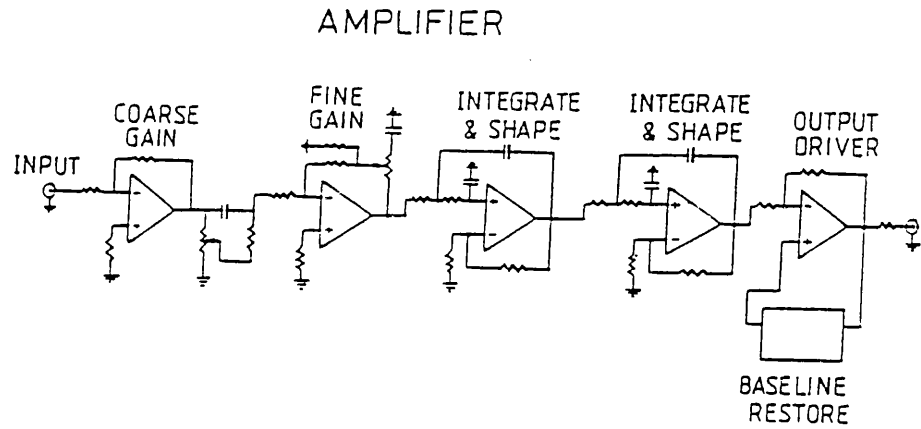 AMPLIFIER
COARSE
GAIN
FINE
GAIN
INTEGRATE
& SHAPE
INTEGRATE
& SHAPE
OUTPUT
DRIVER
INPUT
BASELINE
RESTORE